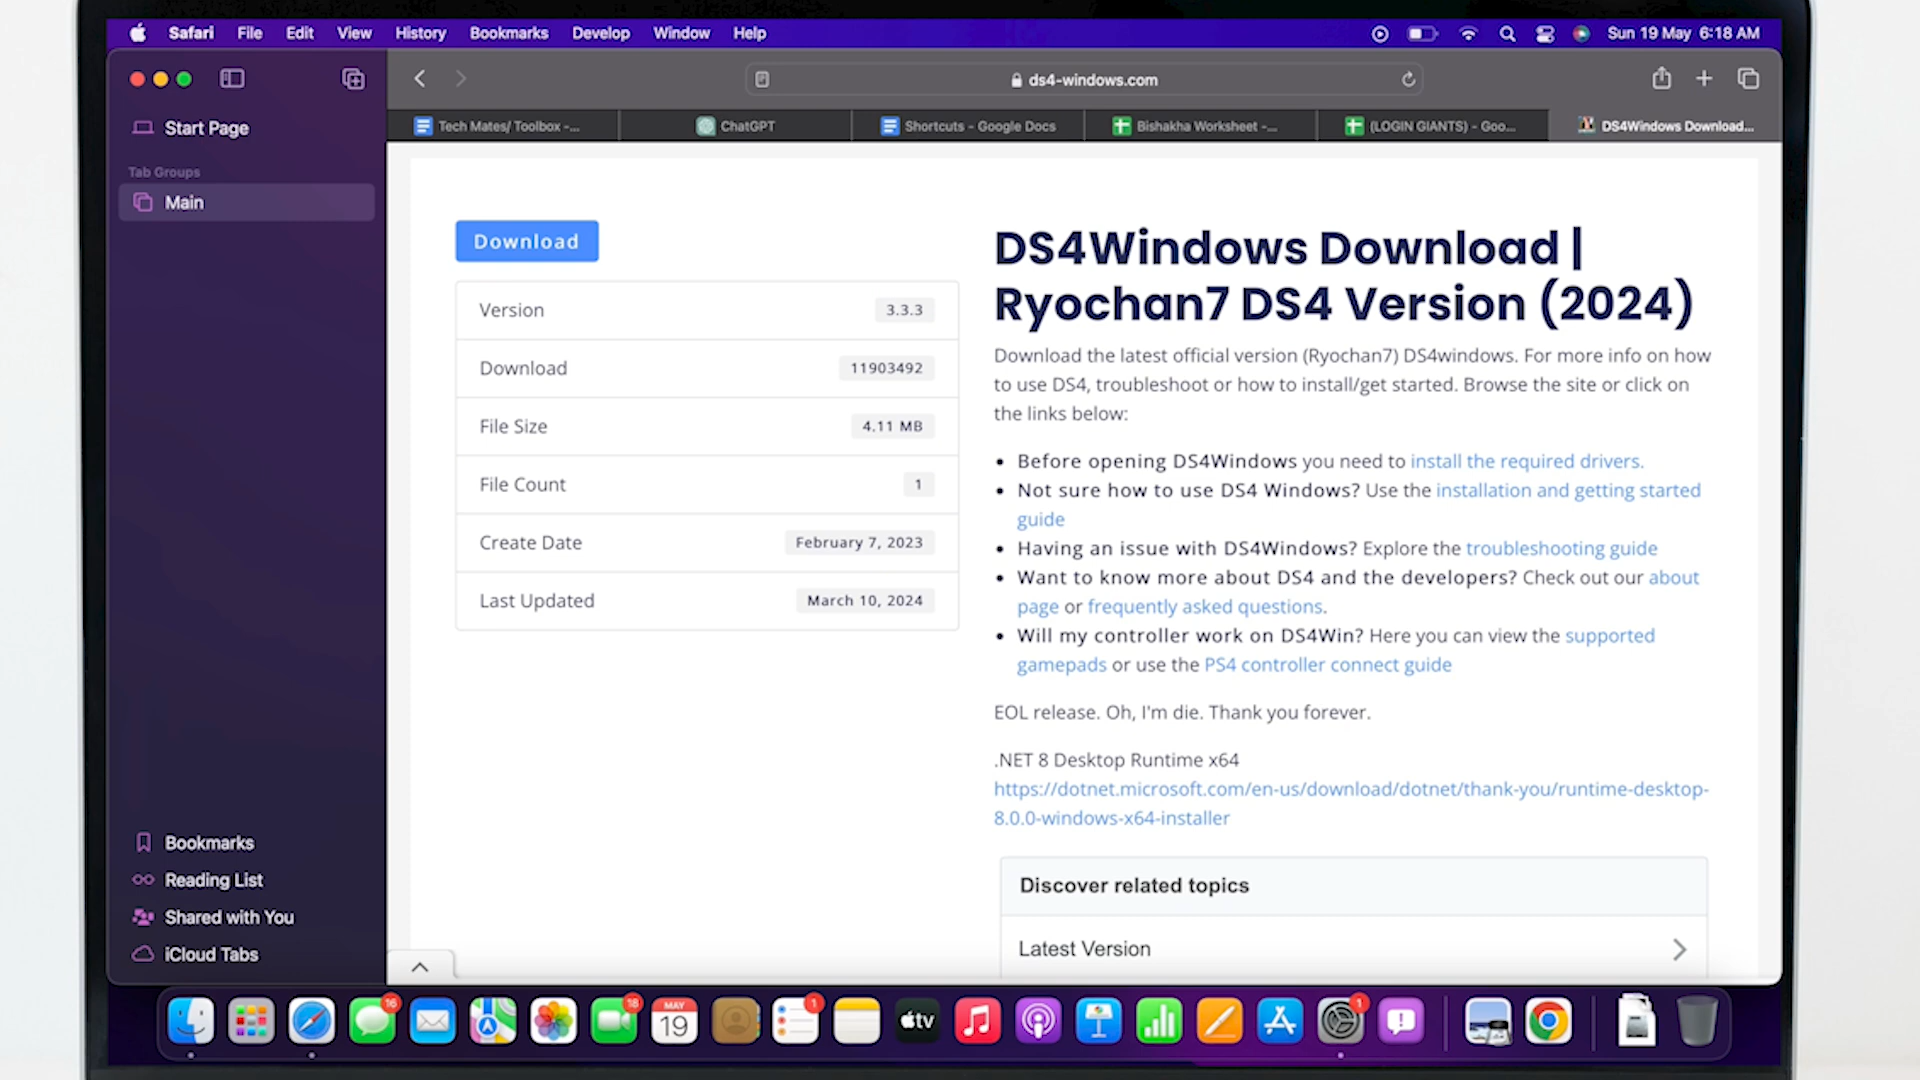 Safari File Edit View History Bookmarks Develop Window Help
Sun 19 May 6:18 AM
ds4-windows.com
Tech Mates/ Toolbox -...
ChatGPT
Shortcuts - Google Docs
Bishakha Worksheet -...
(LOGIN GIANTS) - Goo...
DS4Windows Download...
Start Page
Tab Groups
Main
Bookmarks
Reading List
Shared with You
iCloud Tabs
Download
Version 3.3.3
Download 11903492
File Size 4.11 MB
File Count 1
Create Date February 7, 2023
Last Updated March 10, 2024
DS4Windows Download |
Ryochan7 DS4 Version (2024)
Download the latest official version (Ryochan7) DS4windows. For more info on how
to use DS4, troubleshoot or how to install/get started. Browse the site or click on
the links below:
• Before opening DS4Windows you need to install the required drivers.
• Not sure how to use DS4 Windows? Use the installation and getting started
guide
• Having an issue with DS4Windows? Explore the troubleshooting guide
• Want to know more about DS4 and the developers? Check out our about
page or frequently asked questions.
• Will my controller work on DS4Win? Here you can view the supported
gamepads or use the PS4 controller connect guide
EOL release. Oh, I'm die. Thank you forever.
.NET 8 Desktop Runtime x64
https://dotnet.microsoft.com/en-us/download/dotnet/thank-you/runtime-desktop-
8.0.0-windows-x64-installer
Discover related topics
Latest Version
16
18
MAY
19
1
tv
1